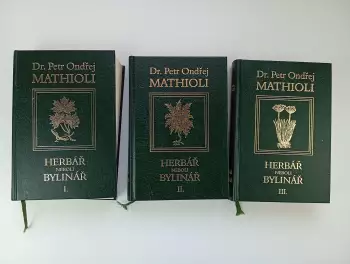 Dr. Petr Ondřej
MATHIOLI
HERBÁŘ
NEBOLI
BYLINÁŘ
I.
Dr. Petr Ondřej
MATHIOLI
HERBÁŘ
NEBOLI
BYLINÁŘ
II.
Dr. Petr Ondřej
MATHIOLI
HERBÁŘ
NEBOLI
BYLINÁŘ
III.